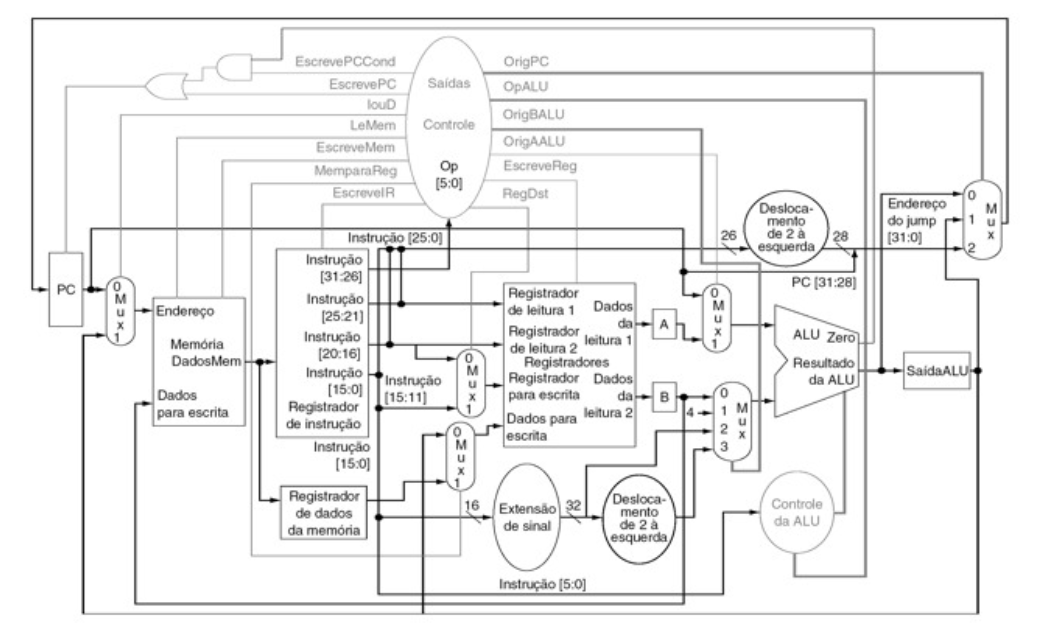 EscrevePCCond
EscrevePC
IouD
LeMem
EscreveMem
MemparaReg
EscreveIR
Saídas
Controle
Op
[5:0]
OrigPC
OpALU
OrigBALU
OrigAALU
EscreveReg
RegDst
Instrução [25:0]
26
Desloca-
mento
de 2 à
esquerda
28
Endereço
do jump
[31:0]
PC [31:28]
0
1
2
M
u
x
PC
0
M
u
x
1
Endereço
Memória
DadosMem
Dados
para escrita
Instrução
[31:26]
Instrução
[25:21]
Instrução
[20:16]
Instrução
[15:0]
Registrador
de instrução
Instrução
[15:0]
Registrador
de dados
da memória
Instrução
[15:11]
0
M
u
x
1
0
M
u
x
1
Registrador
de leitura 1
Registrador
de leitura 2
Registradores
Registrador
para escrita
Dados para
escrita
Dados
da
leitura 1
Dados
da
leitura 2
A
B
4
0
M
u
x
1
0
1
2
3
M
u
x
ALU Zero
Resultado
da ALU
SaídaALU
16
Extensão
de sinal
32
Desloca-
mento
de 2 à
esquerda
Controle
da ALU
Instrução [5:0]